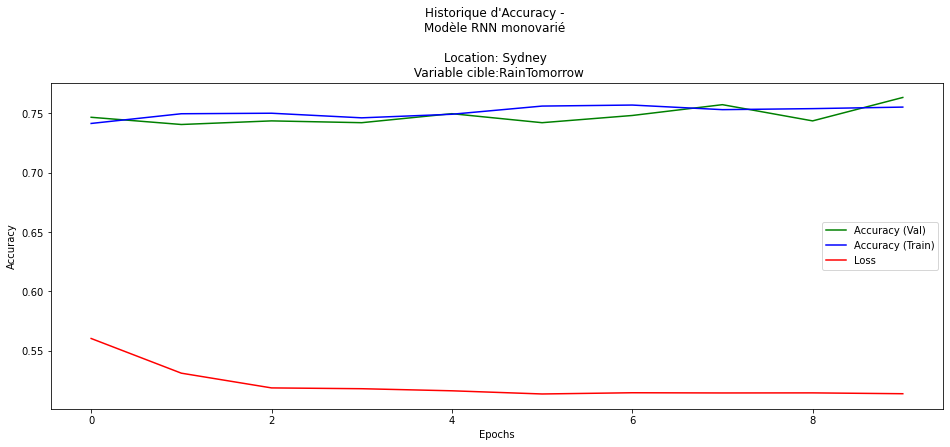 Historique d'Accuracy -
Modèle RNN monovarié
Location: Sydney
Variable cible:RainTomorrow
Accuracy
0.75
0.70
0.65
0.60
0.55
Accuracy (Val)
Accuracy (Train)
Loss
0 2 4 6 8
Epochs